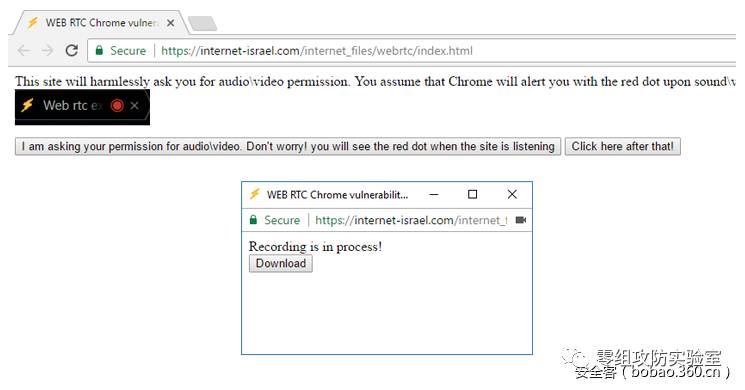 WEB RTC Chrome vulnera
Secure https://internet-israel.com/internet_files/webrtc/index.html
This site will harmlessly ask you for audio\video permission. You assume that Chrome will alert you with the red dot upon sound\v
Web rtc ex
I am asking your permission for audio\video. Don't worry! you will see the red dot when the site is listening Click here after that!
WEB RTC Chrome vulnerabilit...
Secure https://internet-israel.com/internet_f
Recording is in process!
Download
零组攻防实验室
安全客(bobao.360.cn)